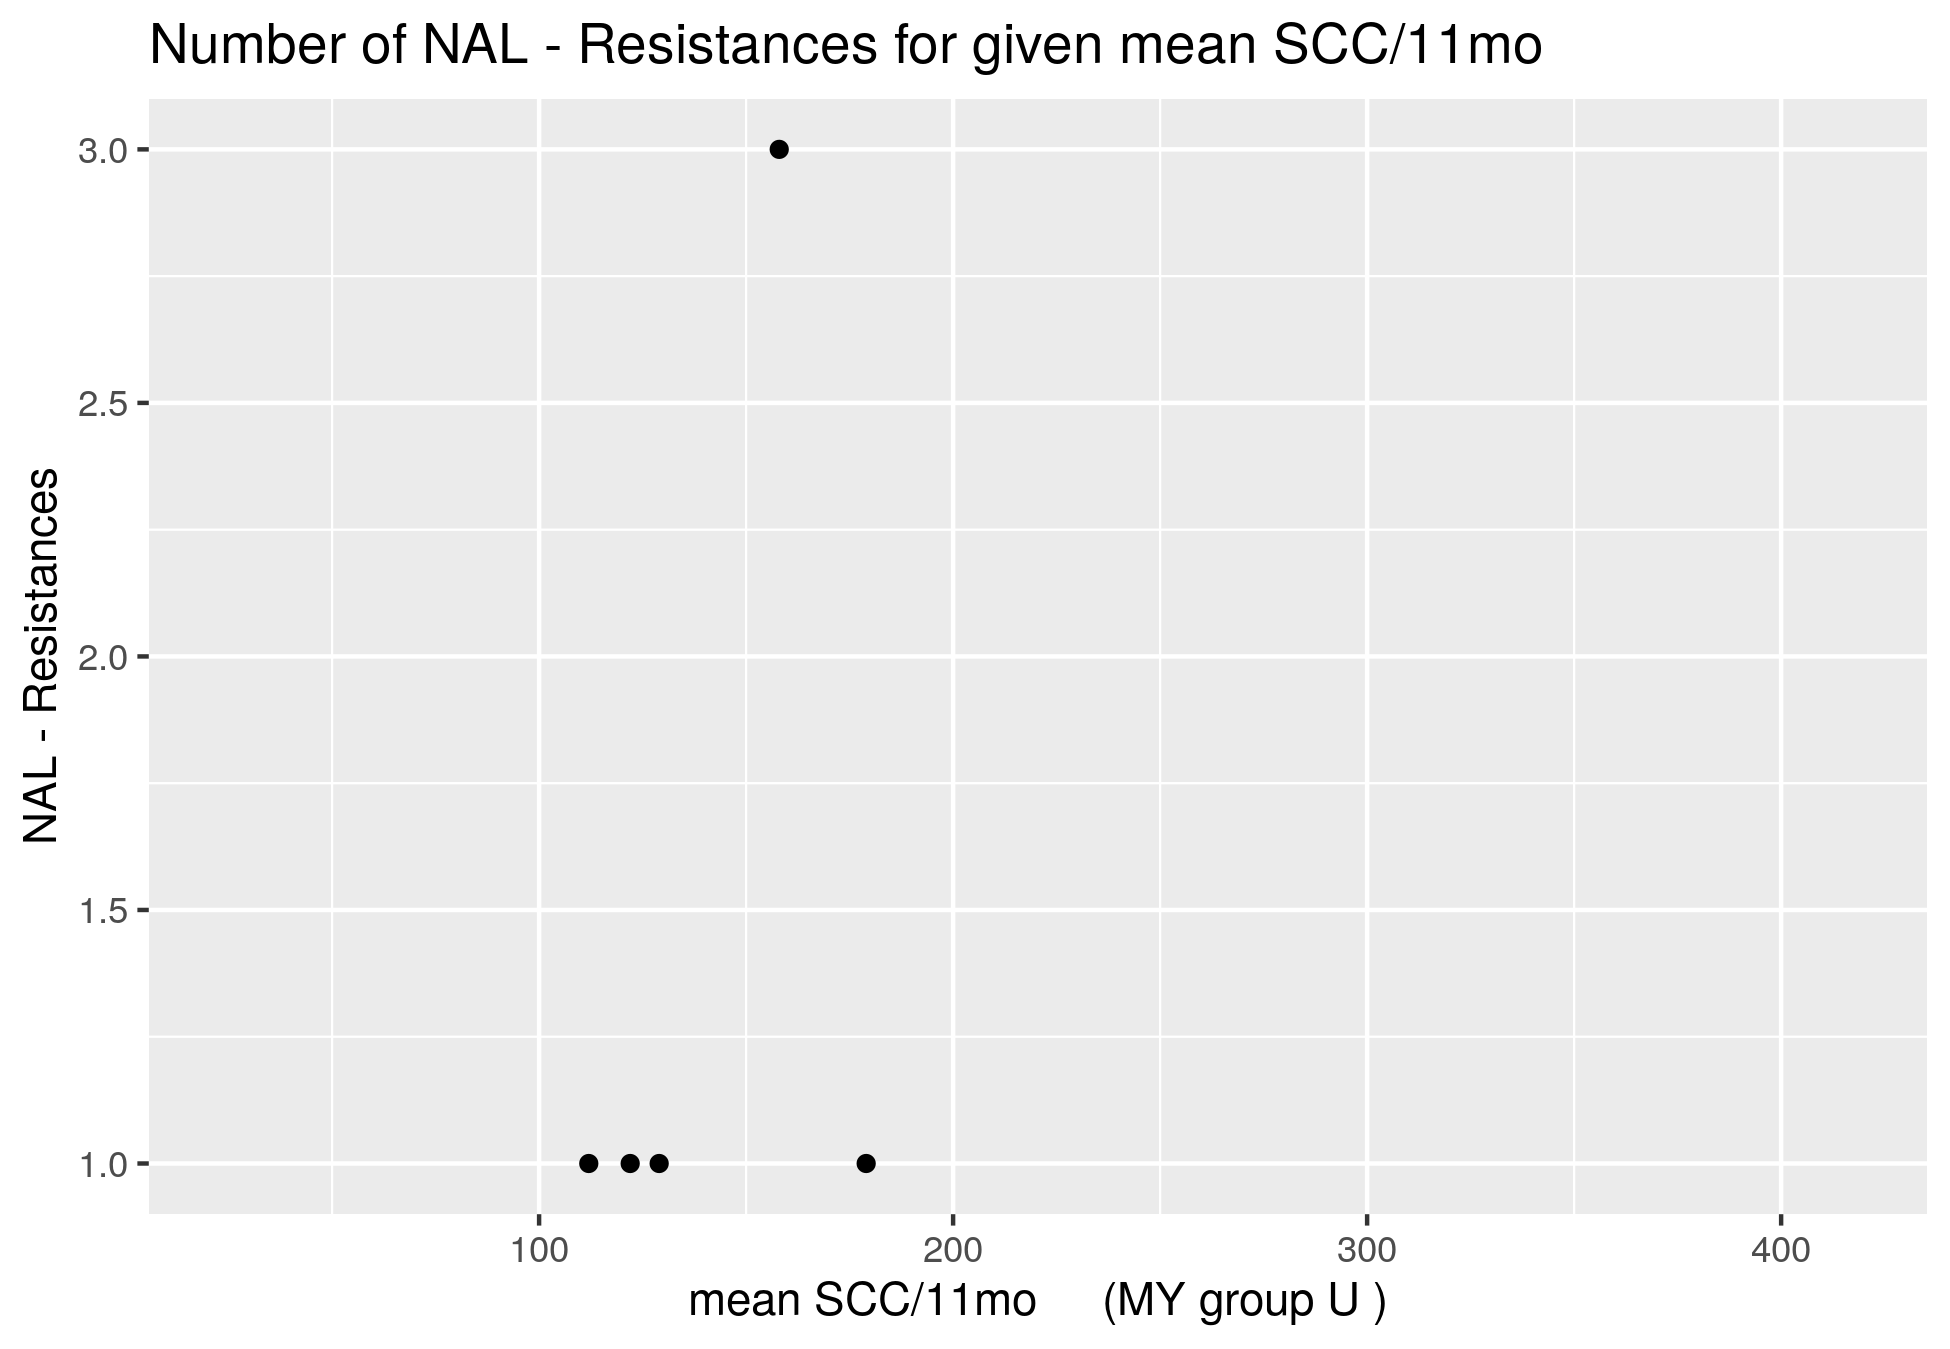 Number of NAL - Resistances for given mean SCC/11mo
NAL - Resistances
3.0
2.5
2.0
1.5
1.0
100 200 300 400
mean SCC/11mo (MY group U )